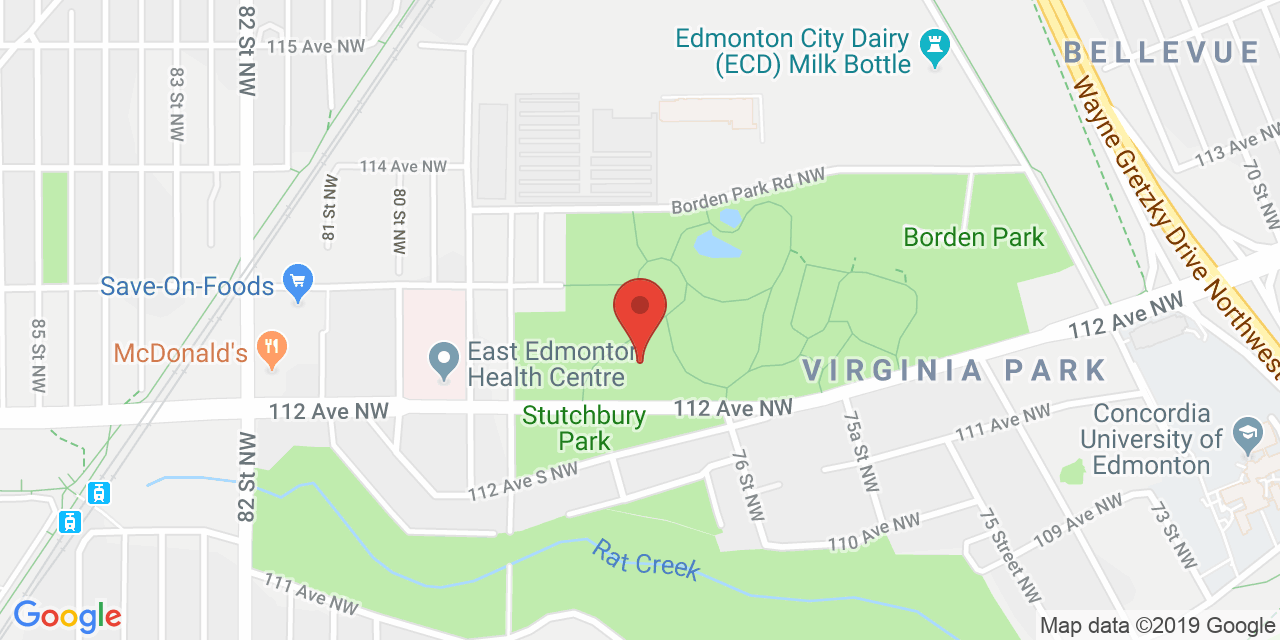 82 St NW
115 Ave NW
Edmonton City Dairy
(ECD) Milk Bottle
BELLEVUE
83 St NW
Wayne Gretzky Drive Northwest
113 Ave NW
70 St NW
114 Ave NW
Borden Park Rd NW
81 St NW
80 St NW
Borden Park
Save-On-Foods
112 Ave NW
85 St NW
McDonald's
East Edmonton
Health Centre
VIRGINIA PARK
112 Ave NW
112 Ave NW
Stutchbury
Park
Concordia
University of
Edmonton
111 Ave NW
75a St NW
82 St NW
76 St NW
112 Ave S NW
75 Street NW
73 St NW
109 Ave NW
110 Ave NW
Rat Creek
111 Ave NW
Google
Map data ©2019 Google